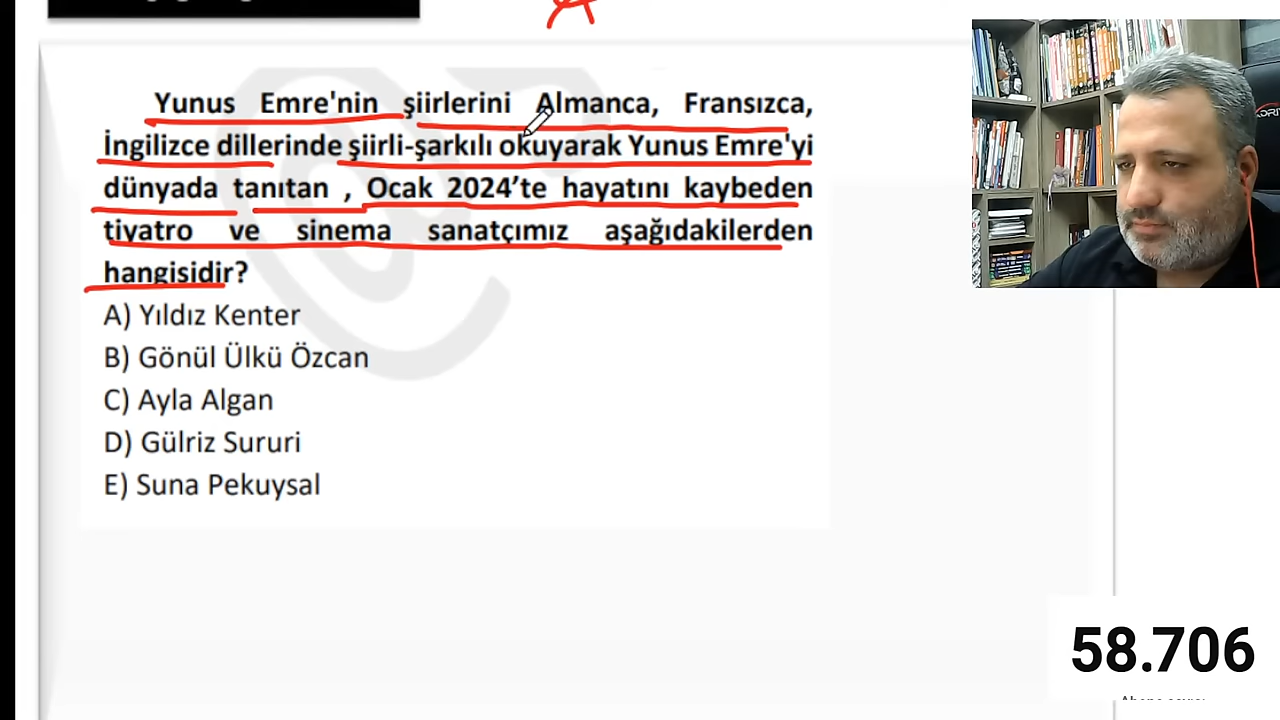 Yunus Emre'nin şiirlerini Almanca, Fransızca,
İngilizce dillerinde şiirli-şarkılı okuyarak Yunus Emre'yi
dünyada tanıtan , Ocak 2024’te hayatını kaybeden
tiyatro ve sinema sanatçımız aşağıdakilerden
hangisidir?
A) Yıldız Kenter
B) Gönül Ülkü Özcan
C) Ayla Algan
D) Gülriz Sururi
E) Suna Pekuysal
58.706